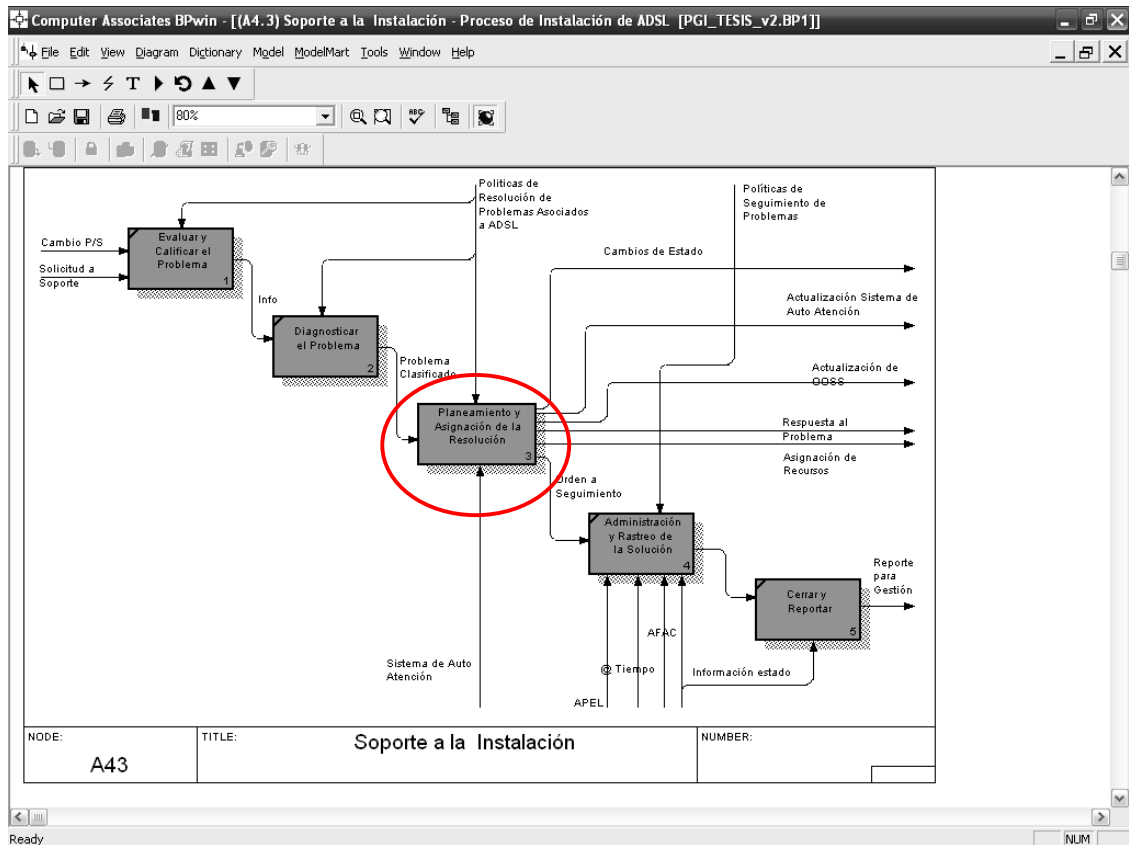 Computer Associates BPwin - [(A4.3) Soporte a la Instalación - Proceso de Instalación de ADSL [PGI_TESIS_v2.BP1]]
File Edit View Diagram Dictionary Model ModelMart Tools Window Help
T
80%
ABC
Politicas de
Resolución de
Problemas Asociados
a ADSL
Políticas de
Seguimiento de
Problemas
Cambio P/S
Solicitud a
Soporte
Evaluar y
Calificar el
Problema
1
Info
Cambios de Estado
Actualización Sistema de
Auto Atención
Diagnosticar
el Problema
2
Problema
Clasificado
Actualización de
OOSS
Planeamiento y
Asignación de la
Resolución
3
Respuesta al
Problema
Asignación de
Recursos
Orden a
Seguimiento
Administración
y Rastreo de
la Solución
4
Reporte
para
Gestión
Cerrar y
Reportar
5
AFAC
Sistema de Auto
Atención
@ Tiempo
Información estado
APEL
NODE:
A43
TITLE:
Soporte a la Instalación
NUMBER:
Ready
NUM